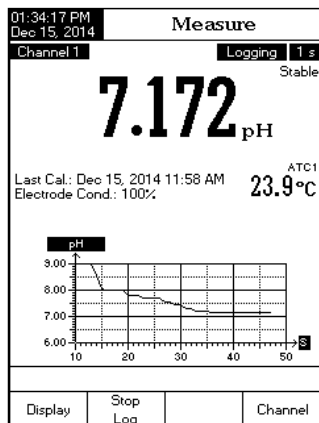 01:34:17 PM
Dec 15, 2014
Measure
Channel 1
Logging 1 s
Stable
7.172 pH
ATC1
23.9°C
Last Cal.: Dec 15, 2014 11:58 AM
Electrode Cond.: 100%
pH
9.00
8.00
7.00
6.00
10 20 30 40 50
S
Display
Stop
Log
Channel